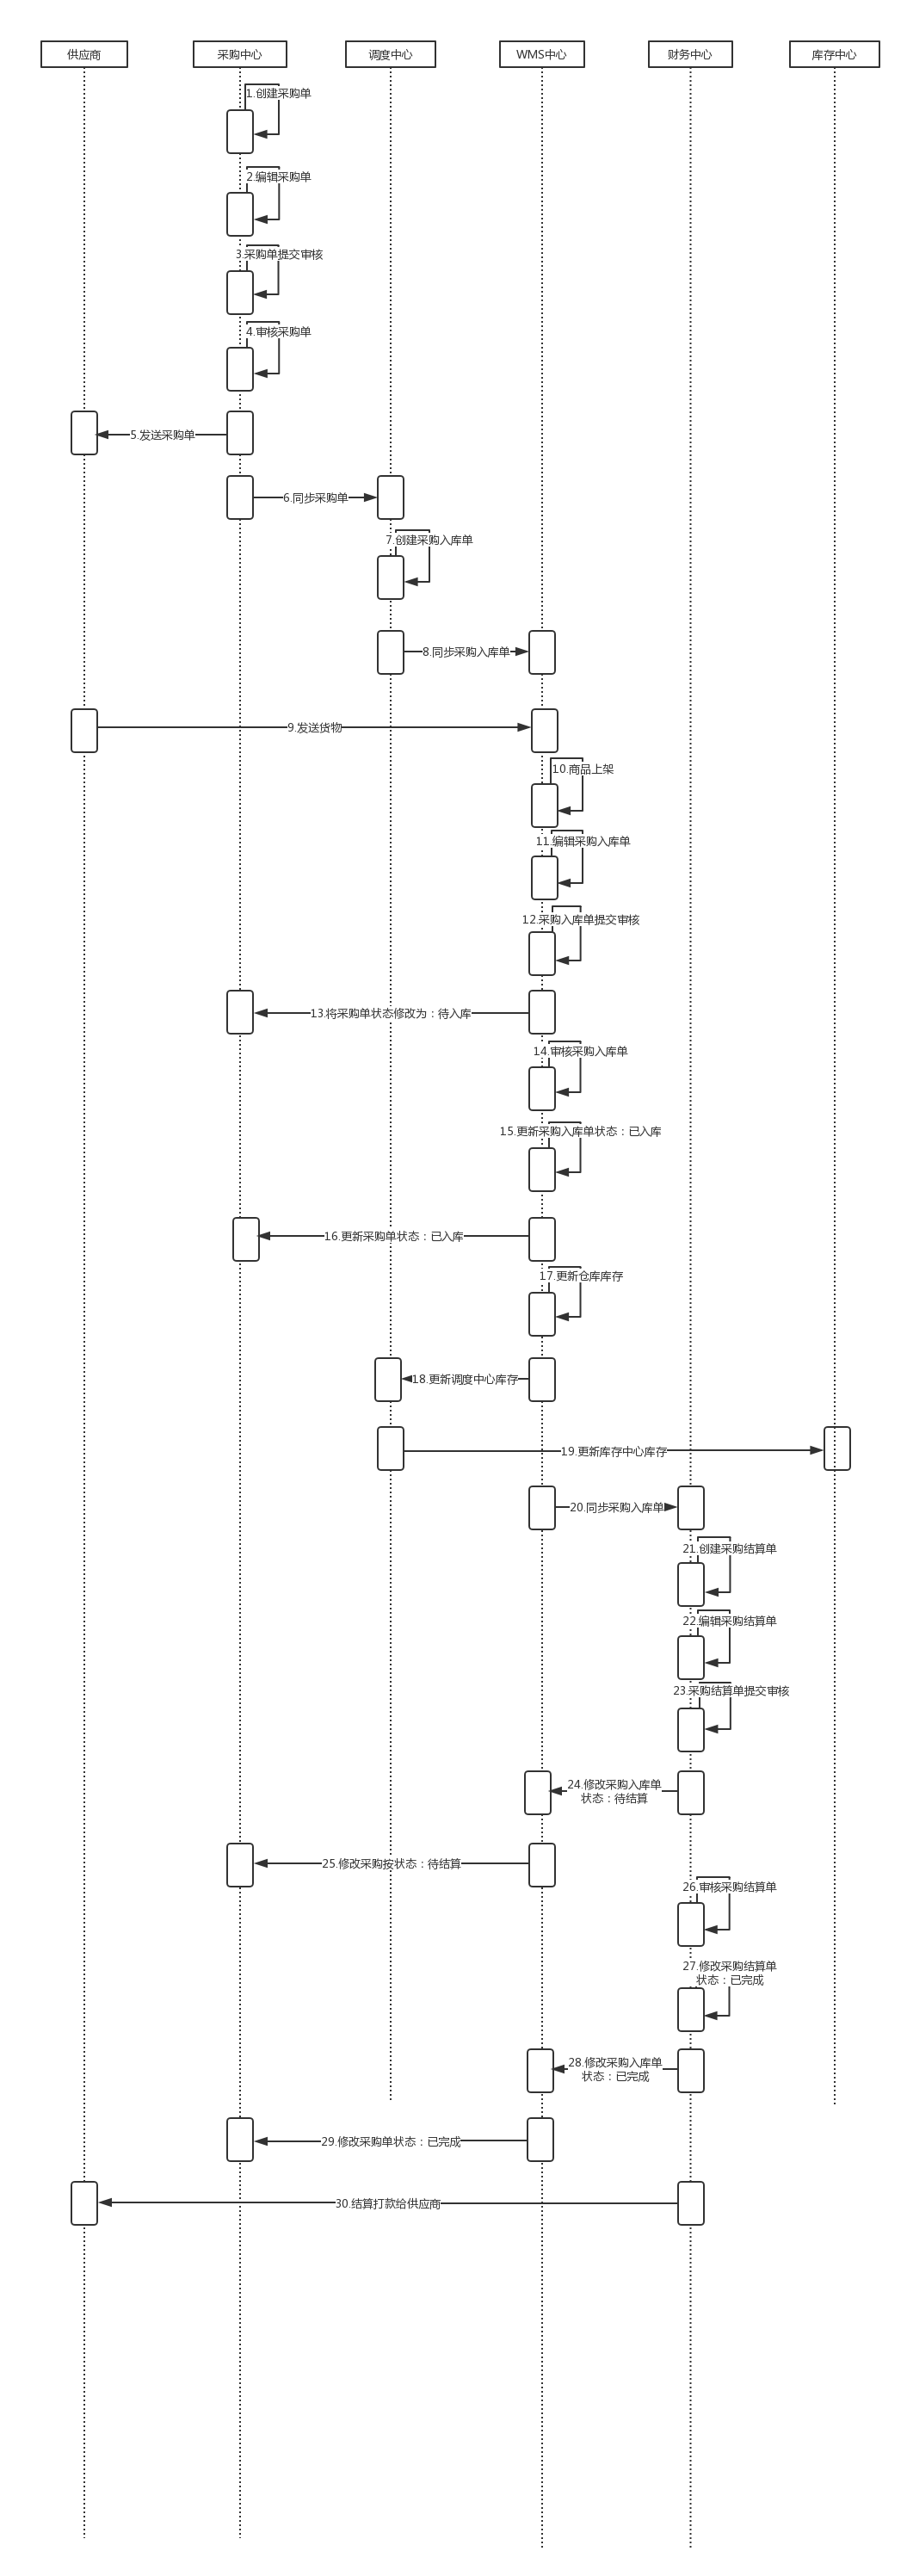 供应商
采购中心
调度中心
WMS中心
财务中心
库存中心
1.创建采购单
2.编辑采购单
3.采购单提交审核
4.审核采购单
5.发送采购单
6.同步采购单
7.创建采购入库单
8.同步采购入库单
9.发送货物
10.商品上架
11.编辑采购入库单
12.采购入库单提交审核
13.将采购单状态修改为：待入库
14.审核采购入库单
15.更新采购入库单状态：已入库
16.更新采购单状态：已入库
17.更新仓库库存
18.更新调度中心库存
19.更新库存中心库存
20.同步采购入库单
21.创建采购结算单
22.编辑采购结算单
23.采购结算单提交审核
24.修改采购入库单
状态：待结算
25.修改采购按状态：待结算
26.审核采购结算单
27.修改采购结算单
状态：已完成
28.修改采购入库单
状态：已完成
29.修改采购单状态：已完成
30.结算打款给供应商